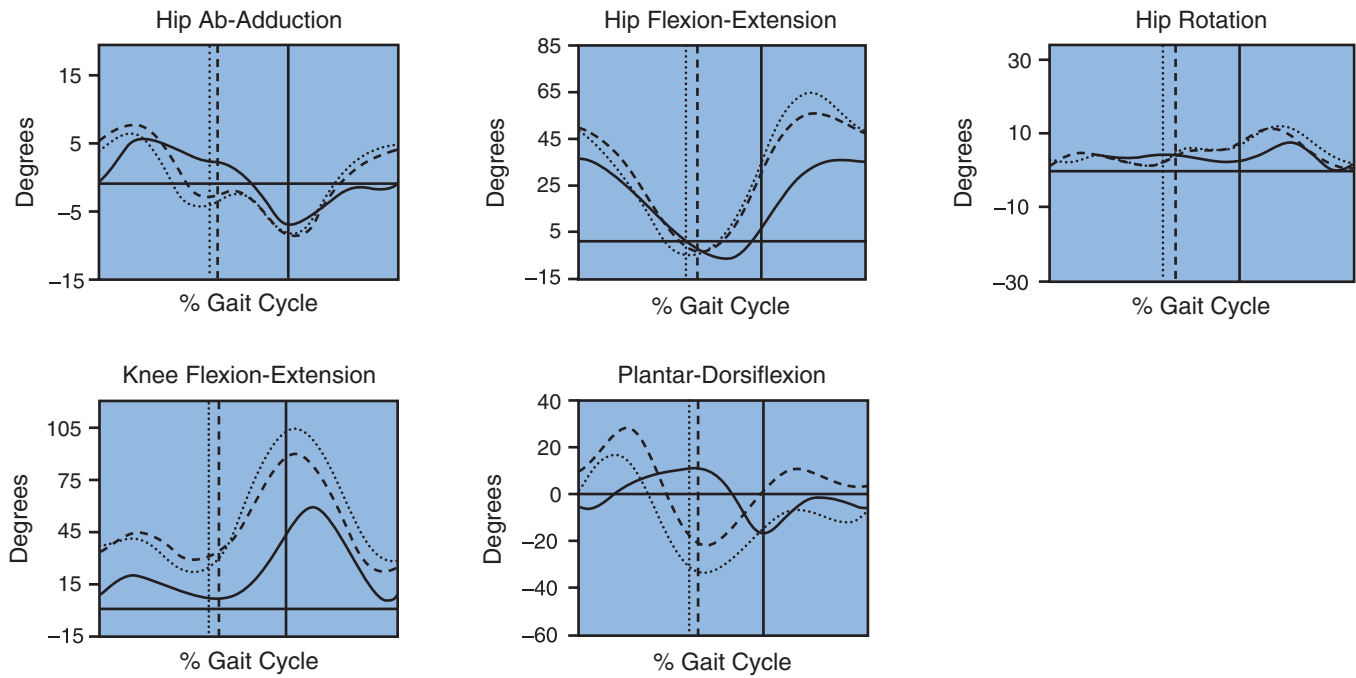 Hip Ab-Adduction
Degrees
15
5
–5
–15
% Gait Cycle
Hip Flexion-Extension
Degrees
85
65
45
25
5
–15
% Gait Cycle
Hip Rotation
Degrees
30
10
–10
–30
% Gait Cycle
Knee Flexion-Extension
Degrees
105
75
45
15
–15
% Gait Cycle
Plantar-Dorsiflexion
Degrees
40
20
0
–20
–40
–60
% Gait Cycle